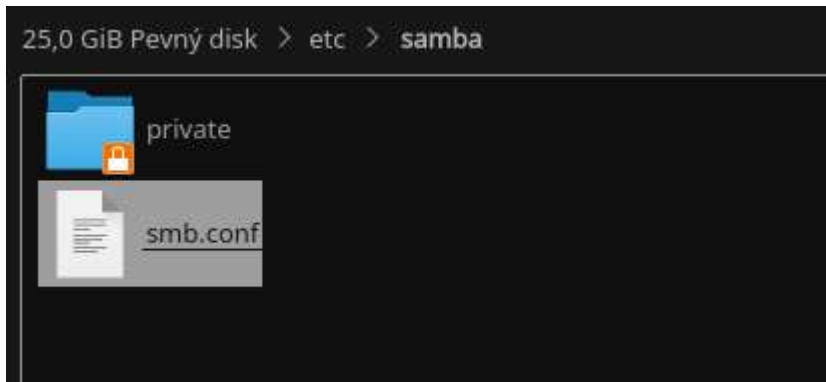 25,0 GiB Pevný disk > etc > samba
private
smb.conf